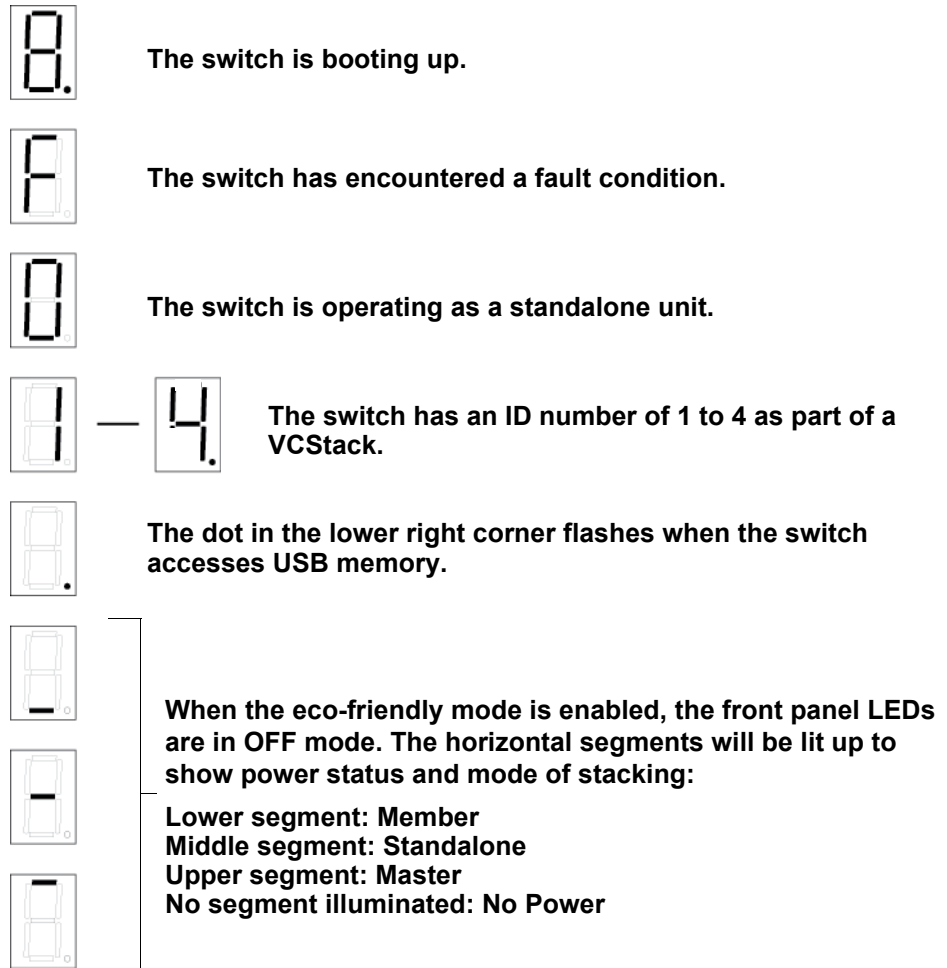 8.
The switch is booting up.
F
The switch has encountered a fault condition.
0
The switch is operating as a standalone unit.
1 — 4.
The switch has an ID number of 1 to 4 as part of a
VCStack.
The dot in the lower right corner flashes when the switch
accesses USB memory.
When the eco-friendly mode is enabled, the front panel LEDs
are in OFF mode. The horizontal segments will be lit up to
show power status and mode of stacking:
Lower segment: Member
Middle segment: Standalone
Upper segment: Master
No segment illuminated: No Power